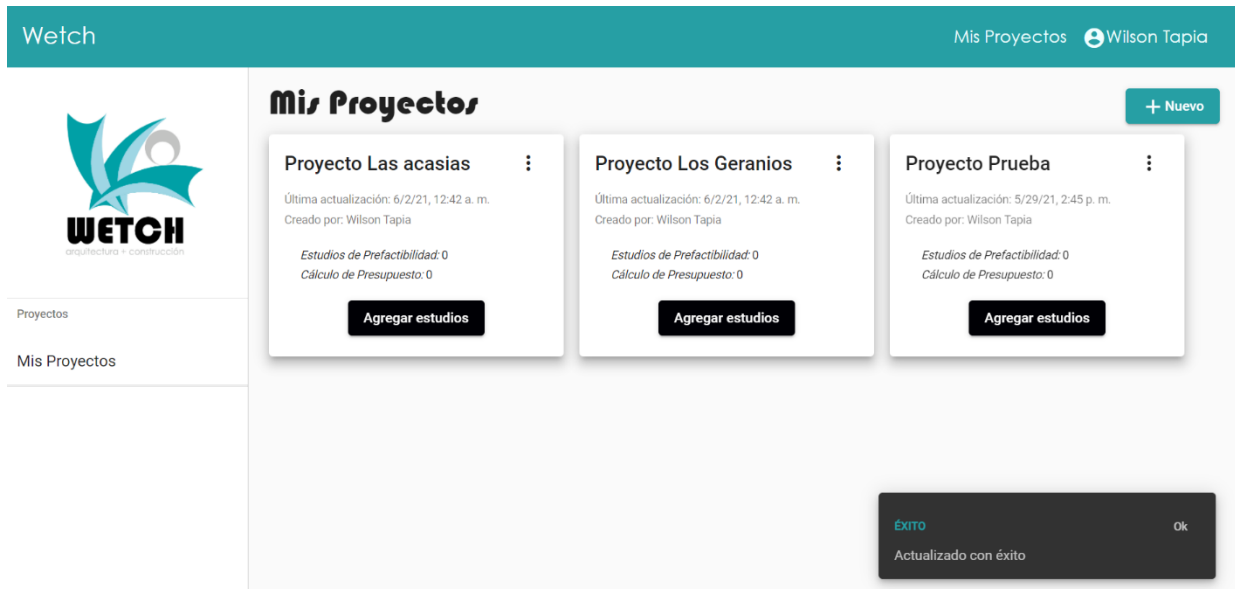 Wetch
Mis Proyectos
Wilson Tapia
WETCH
arquitectura + construcción
Proyectos
Mis Proyectos
Mis Proyectos
+ Nuevo
Proyecto Las acasias
Última actualización: 6/2/21, 12:42 a. m.
Creado por: Wilson Tapia
Estudios de Prefactibilidad: 0
Cálculo de Presupuesto: 0
Agregar estudios
Proyecto Los Geranios
Última actualización: 6/2/21, 12:42 a. m.
Creado por: Wilson Tapia
Estudios de Prefactibilidad: 0
Cálculo de Presupuesto: 0
Agregar estudios
Proyecto Prueba
Última actualización: 5/29/21, 2:45 p. m.
Creado por: Wilson Tapia
Estudios de Prefactibilidad: 0
Cálculo de Presupuesto: 0
Agregar estudios
ÉXITO
Ok
Actualizado con éxito